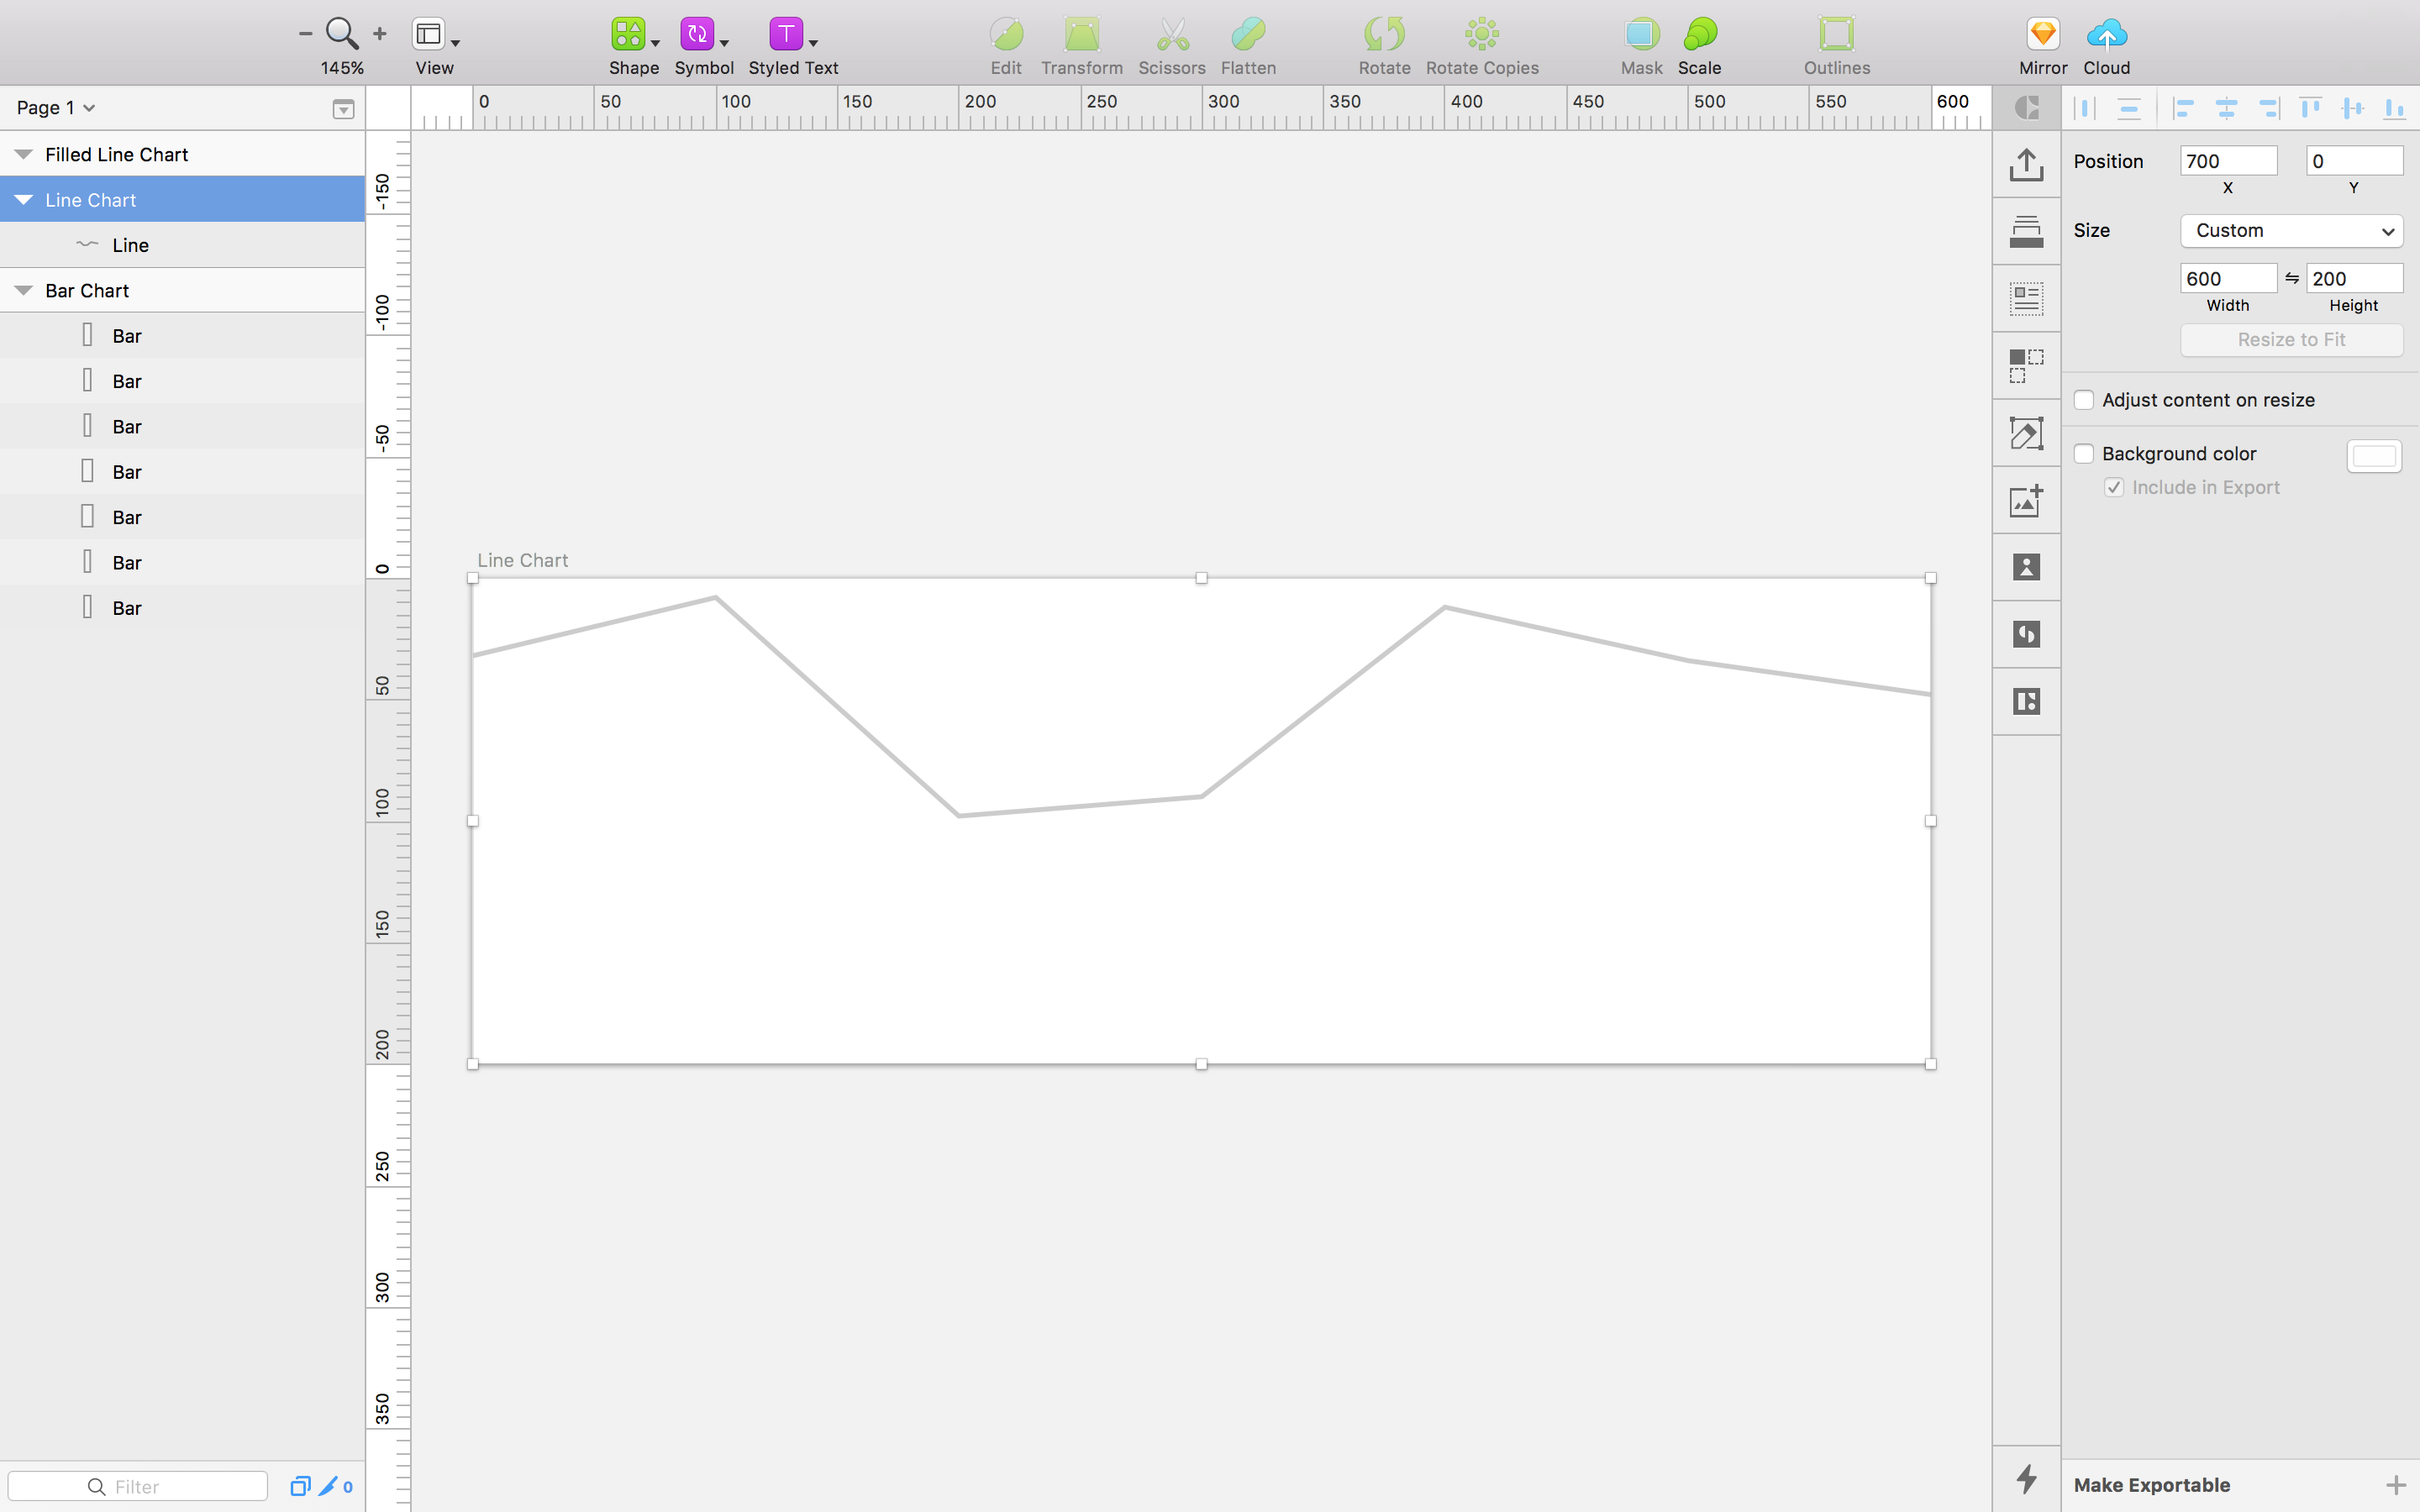 145%
View
Shape
Symbol
Styled Text
Edit
Transform
Scissors
Flatten
Rotate
Rotate Copies
Mask
Scale
Outlines
Mirror
Cloud
Page 1
0 50 100 150 200 250 300 350 400 450 500 550 600
Filled Line Chart
Line Chart
Line
Bar Chart
Bar
Bar
Bar
Bar
Bar
Bar
Bar
-150
-100
-50
0
50
100
150
200
250
300
350
Line Chart
Position
700
0
X
Y
Size
Custom
600
200
Width
Height
Resize to Fit
Adjust content on resize
Background color
Include in Export
Filter
0
Make Exportable